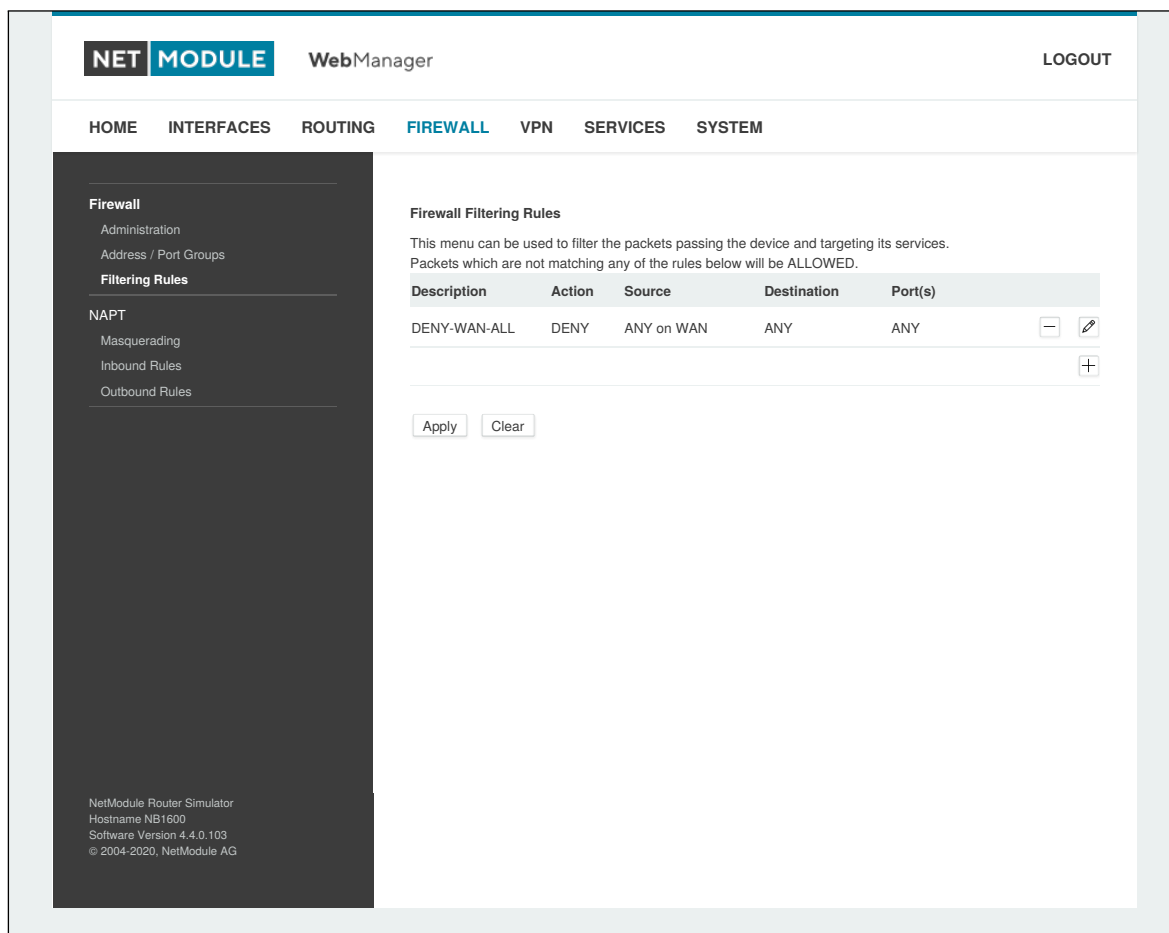 NET MODULE WebManager LOGOUT
HOME INTERFACES ROUTING FIREWALL VPN SERVICES SYSTEM
Firewall
Administration
Address / Port Groups
Filtering Rules
NAPT
Masquerading
Inbound Rules
Outbound Rules
Firewall Filtering Rules
This menu can be used to filter the packets passing the device and targeting its services.
Packets which are not matching any of the rules below will be ALLOWED.
Description Action Source Destination Port(s)
DENY-WAN-ALL DENY ANY on WAN ANY ANY
Apply Clear
NetModule Router Simulator
Hostname NB1600
Software Version 4.4.0.103
© 2004-2020, NetModule AG